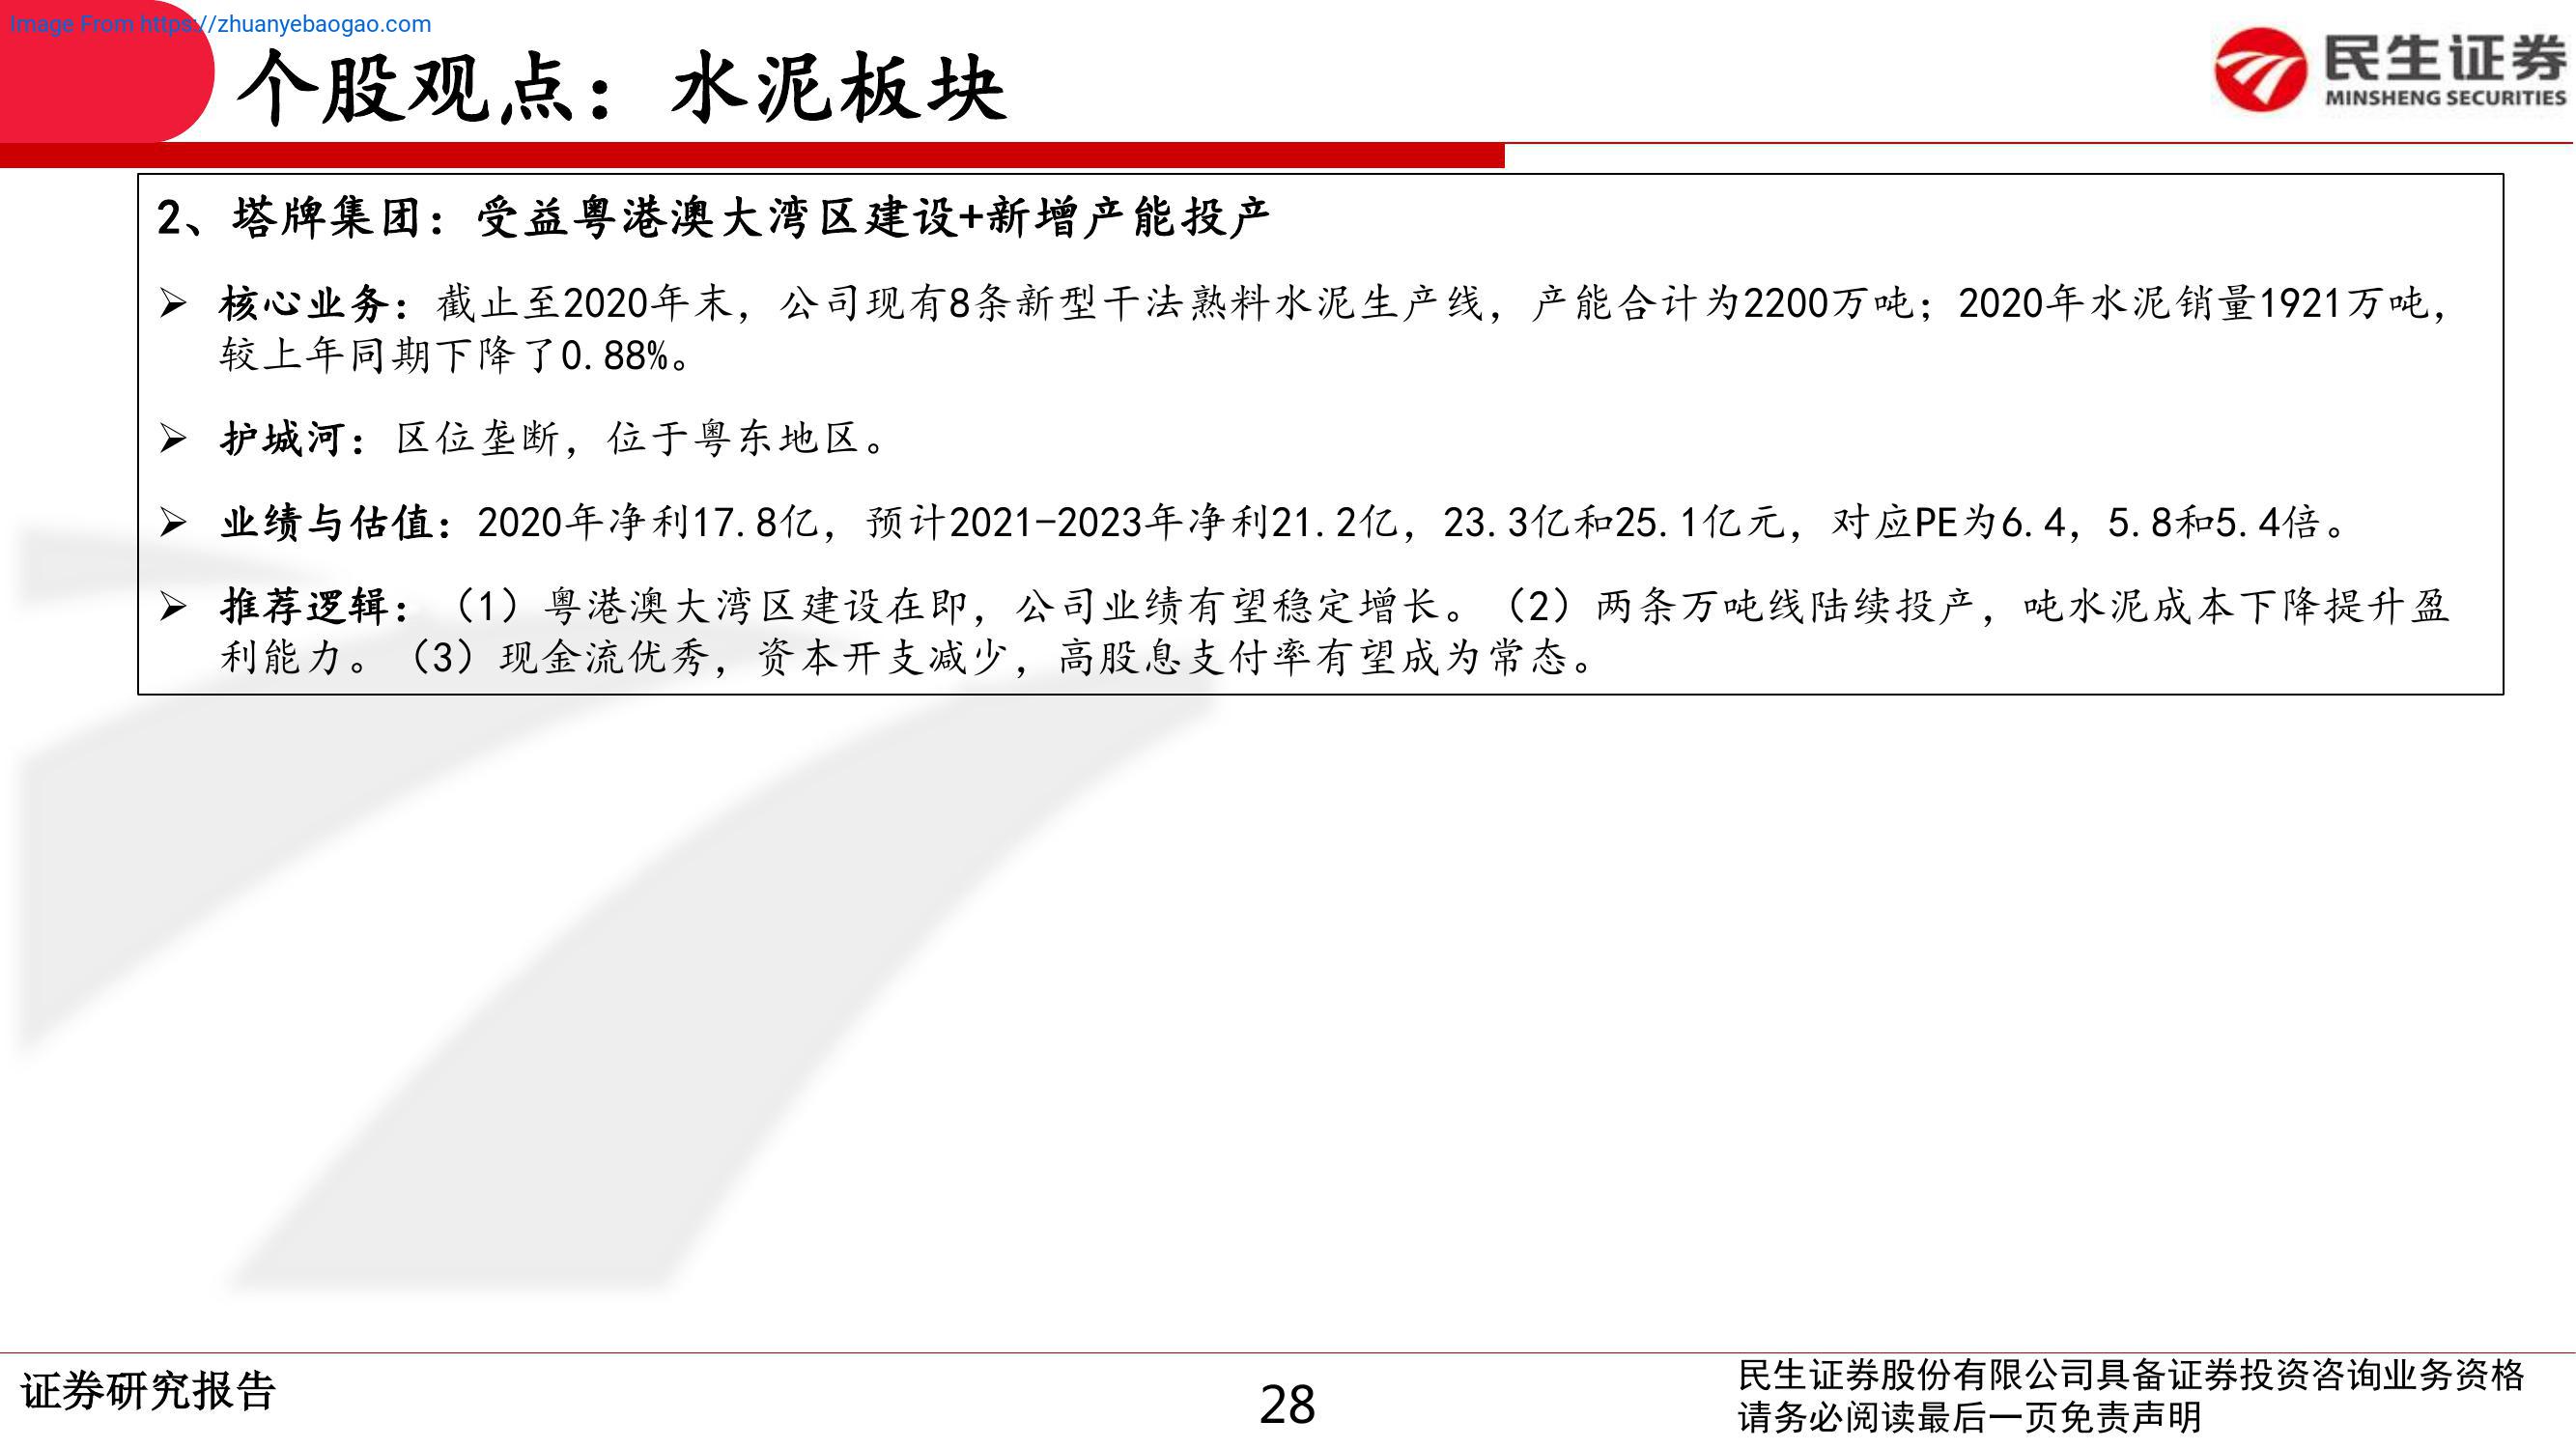 Image From https://zhuanyebaogao.com
个股观点：水泥板块
民生证券
MINSHENG SECURITIES
2、塔牌集团：受益粤港澳大湾区建设+新增产能投产
➢ 核心业务：截止至2020年末，公司现有8条新型干法熟料水泥生产线，产能合计为2200万吨；2020年水泥销量1921万吨，
较上年同期下降了0.88%。
➢ 护城河：区位垄断，位于粤东地区。
➢ 业绩与估值：2020年净利17.8亿，预计2021-2023年净利21.2亿，23.3亿和25.1亿元，对应PE为6.4，5.8和5.4倍。
➢ 推荐逻辑：（1）粤港澳大湾区建设在即，公司业绩有望稳定增长。（2）两条万吨线陆续投产，吨水泥成本下降提升盈
利能力。（3）现金流优秀，资本开支减少，高股息支付率有望成为常态。
证券研究报告
28
民生证券股份有限公司具备证券投资咨询业务资格
请务必阅读最后一页免责声明